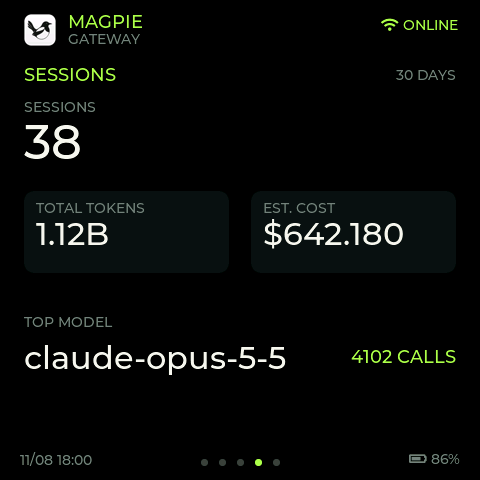 MAGPIE
GATEWAY
ONLINE
SESSIONS
30 DAYS
SESSIONS
38
TOTAL TOKENS
1.12B
EST. COST
$642.180
TOP MODEL
claude-opus-5-5
4102 CALLS
11/08 18:00
86%